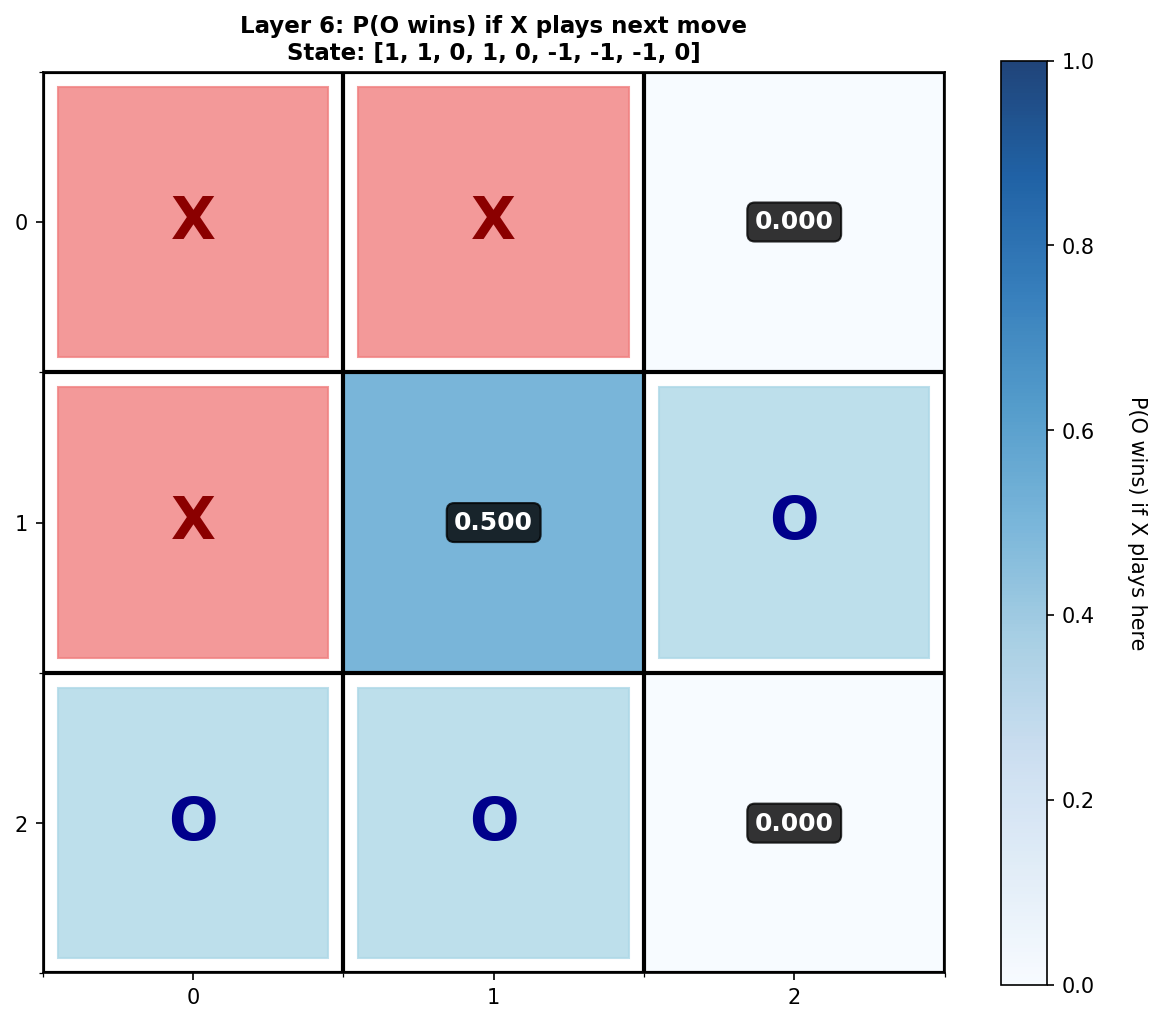 Layer 6: P(O wins) if X plays next move
State: [1, 1, 0, 1, 0, -1, -1, -1, 0]
0
X
X
0.000
1
X
0.500
O
2
O
O
0.000
0
1
2
1.0
0.8
0.6
0.4
0.2
0.0
P(O wins) if X plays here